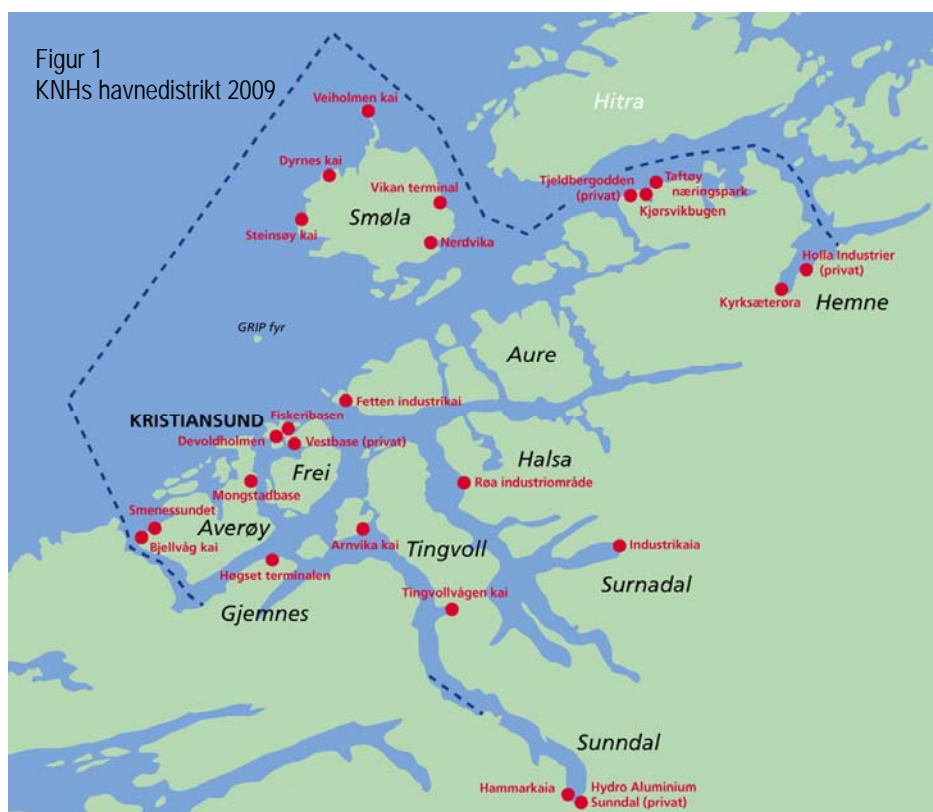 Figur 1
KNHs havnedistrikt 2009
Veiholmen kai
Hitra
Dyrnes kai
Vikan terminal
Smøla
Steinsøy kai
Nerdvika
Tjeldbergodden
(privat)
Taftøy
næringspark
Kjørsvikbugen
Holla Industrier
(privat)
Kyrksæterøra
Hemne
GRIP fyr
Aure
Fetten industrikai
KRISTIANSUND
Fiskeribasen
Devoldholmen
Vestbase (privat)
Frei
Halsa
Røa industriområde
Mongstadbase
Smenessundet
Averøy
Bjellvåg kai
Arnvika kai
Tingvoll
Industrikaia
Høgset terminalen
Surnadal
Gjemnes
Tingvollvågen kai
Sunndal
Hammarkaia
Hydro Aluminium
Sunndal (privat)